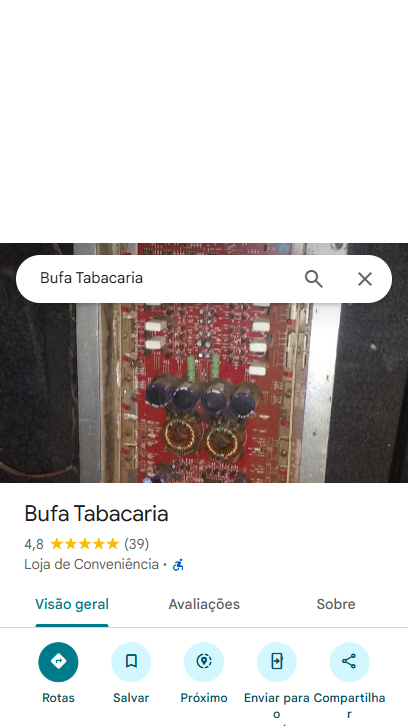 Bufa Tabacaria
Bufa Tabacaria
4,8 (39)
Loja de Conveniência ·
Visão geral Avaliações Sobre
Rotas Salvar Próximo Enviar para o Compartilhar